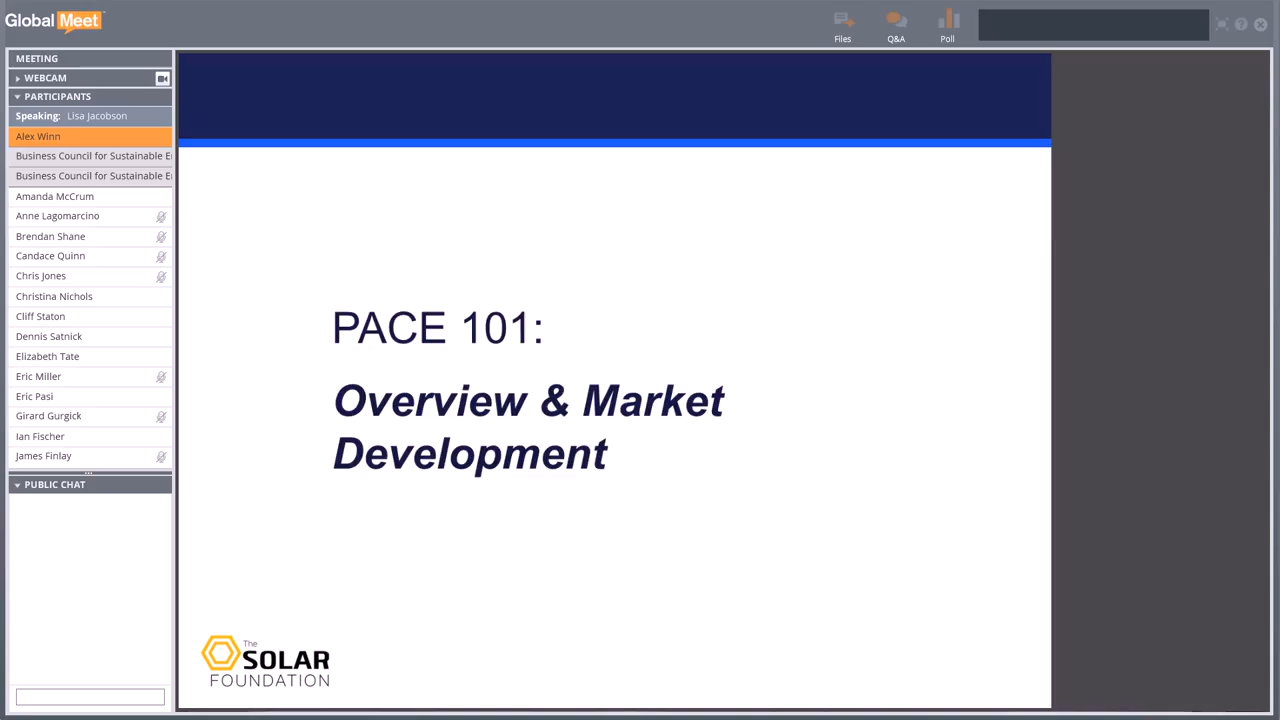 Global Meet
Files
Q&A
Poll
MEETING
WEBCAM
PARTICIPANTS
Speaking: Lisa Jacobson
Alex Winn
Business Council for Sustainable E
Business Council for Sustainable E
Amanda McCrum
Anne Lagomarcino
Brendan Shane
Candace Quinn
Chris Jones
Christina Nichols
Cliff Staton
Dennis Satnick
Elizabeth Tate
Eric Miller
Eric Pasi
Girard Gurgick
Ian Fischer
James Finlay
PUBLIC CHAT
PACE 101:
Overview & Market
Development
The
SOLAR
FOUNDATION